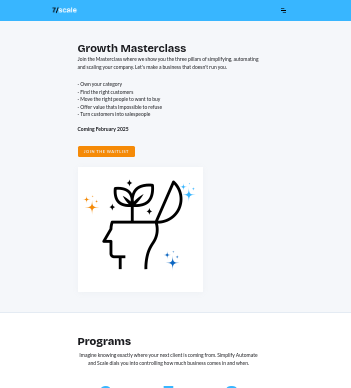 7/scale
Growth Masterclass
Join the Masterclass where we show you the three pillars of simplifying, automating
and scaling your company. Let's make a business that doesn't run you.
- Own your category
- Find the right customers
- Move the right people to want to buy
- Offer value thats impossible to refuse
- Turn customers into salespeople
Coming February 2025
JOIN THE WAITLIST
Programs
Imagine knowing exactly where your next client is coming from. Simplify Automate
and Scale dials you into controlling how much business comes in and when.